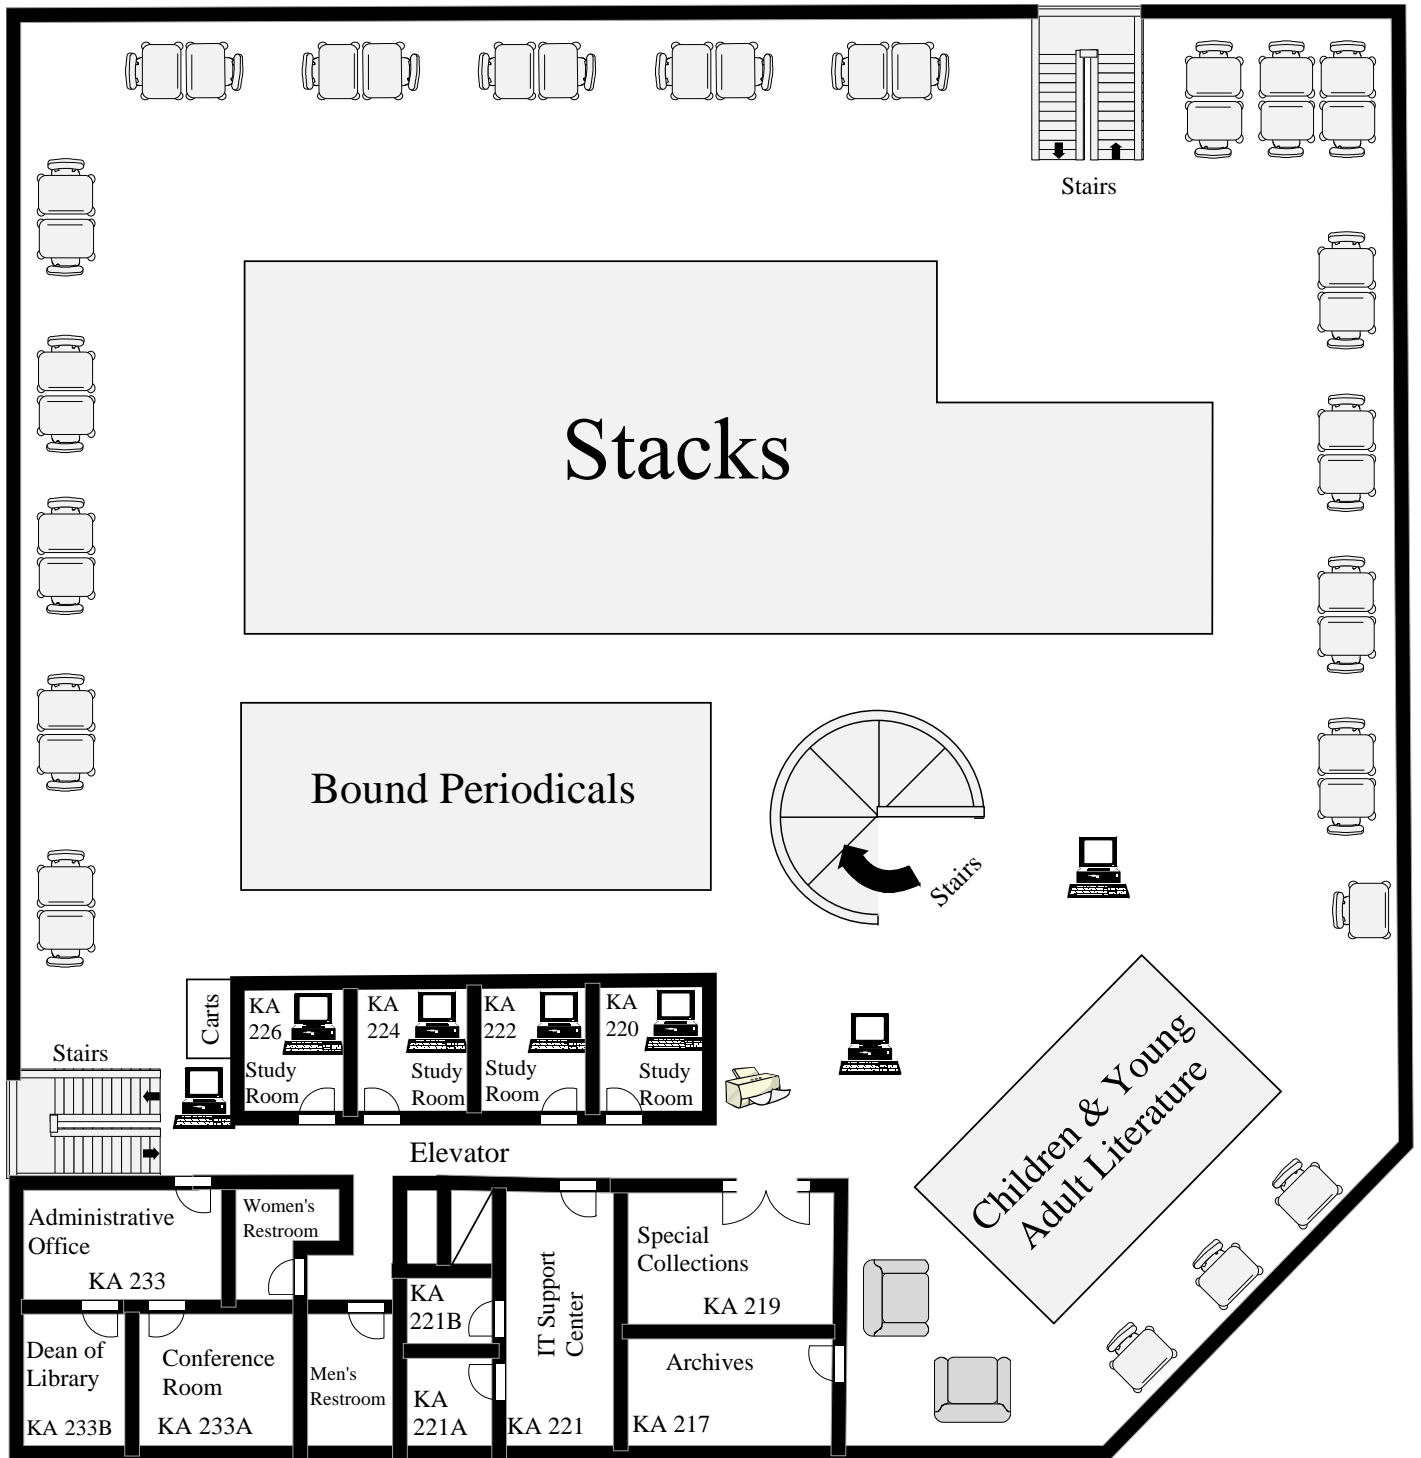 Stairs
Stacks
Bound Periodicals
Stairs
Carts
KA
226
Study
Room
KA
224
Study
Room
KA
222
Study
Room
KA
220
Study
Room
Children & Young
Adult Literature
Stairs
Elevator
Administrative
Office
KA 233
Women's
Restroom
Dean of
Library
KA 233B
Conference
Room
KA 233A
Men's
Restroom
KA
221B
KA
221A
IT Support
Center
KA 221
Special
Collections
KA 219
Archives
KA 217